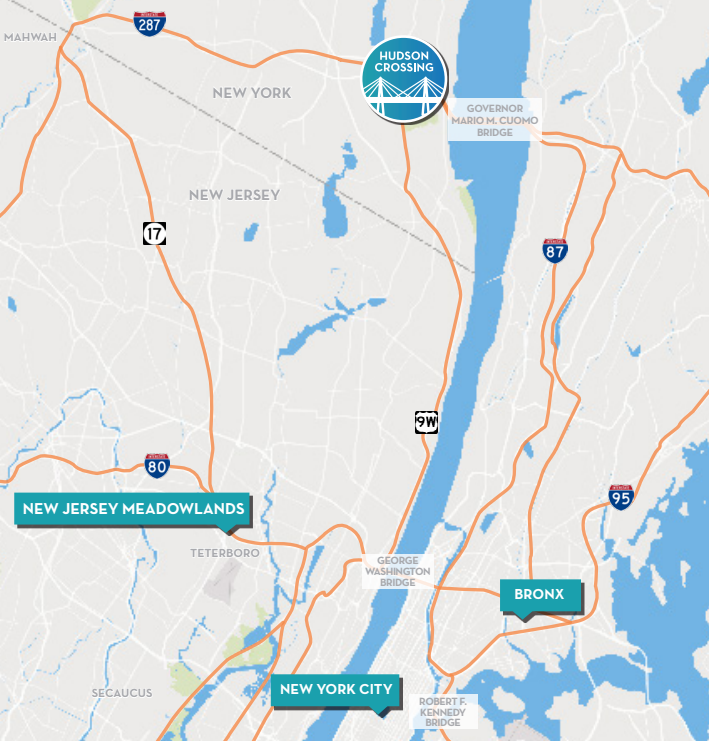 287
MAHWAH
HUDSON
CROSSING
NEW YORK
GOVERNOR
MARIO M. CUOMO
BRIDGE
NEW JERSEY
17
87
9W
80
95
NEW JERSEY MEADOWLANDS
TETERBORO
GEORGE
WASHINGTON
BRIDGE
BRONX
NEW YORK CITY
SECAUCUS
ROBERT F.
KENNEDY
BRIDGE